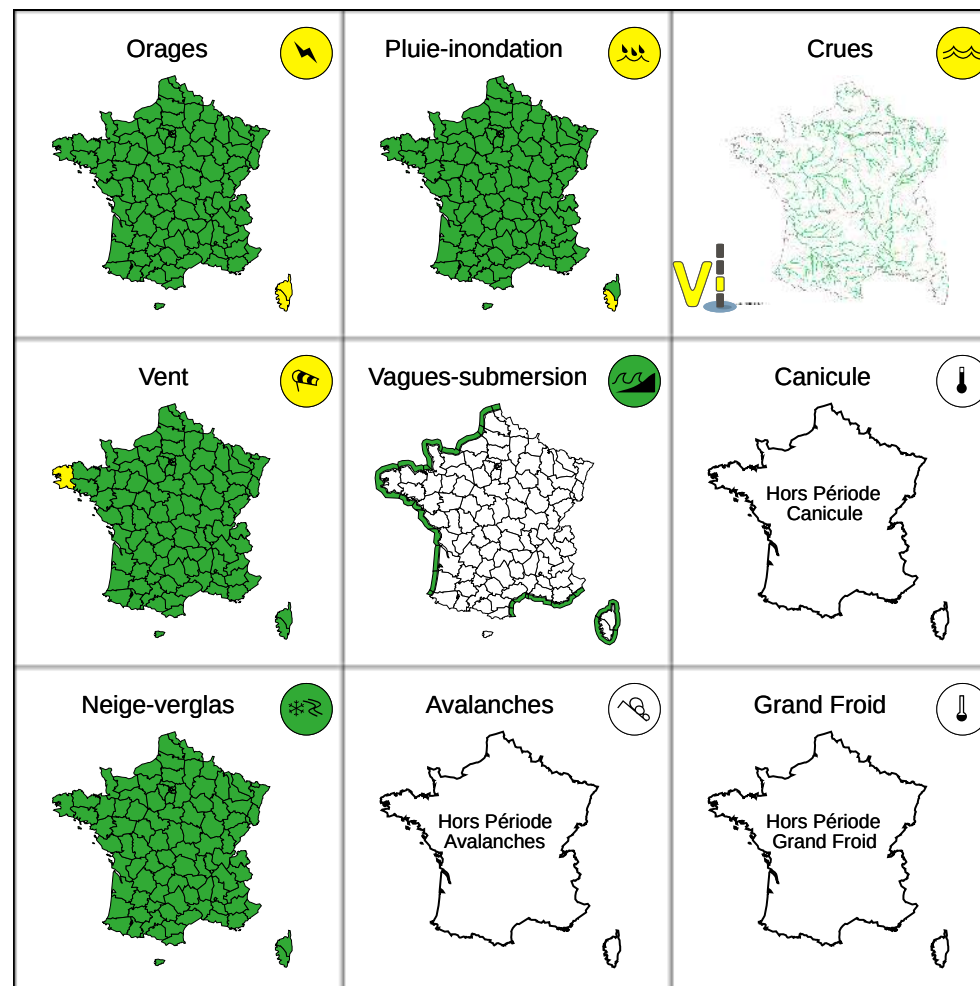 Orages
Pluie-inondation
Crues
Vi
Vent
Vagues-submersion
Canicule
Hors Période
Canicule
Neige-verglas
Avalanches
Grand Froid
Hors Période
Avalanches
Hors Période
Grand Froid